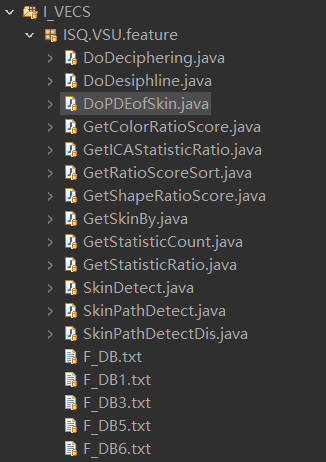 I_VECS
ISQ.VSU.feature
DoDeciphering.java
DoDesiphline.java
DoPDEofSkin.java
GetColorRatioScore.java
GetICAStatisticRatio.java
GetRatioScoreSort.java
GetShapeRatioScore.java
GetSkinBy.java
GetStatisticCount.java
GetStatisticRatio.java
SkinDetect.java
SkinPathDetect.java
SkinPathDetectDis.java
F_DB.txt
F_DB1.txt
F_DB3.txt
F_DB5.txt
F_DB6.txt